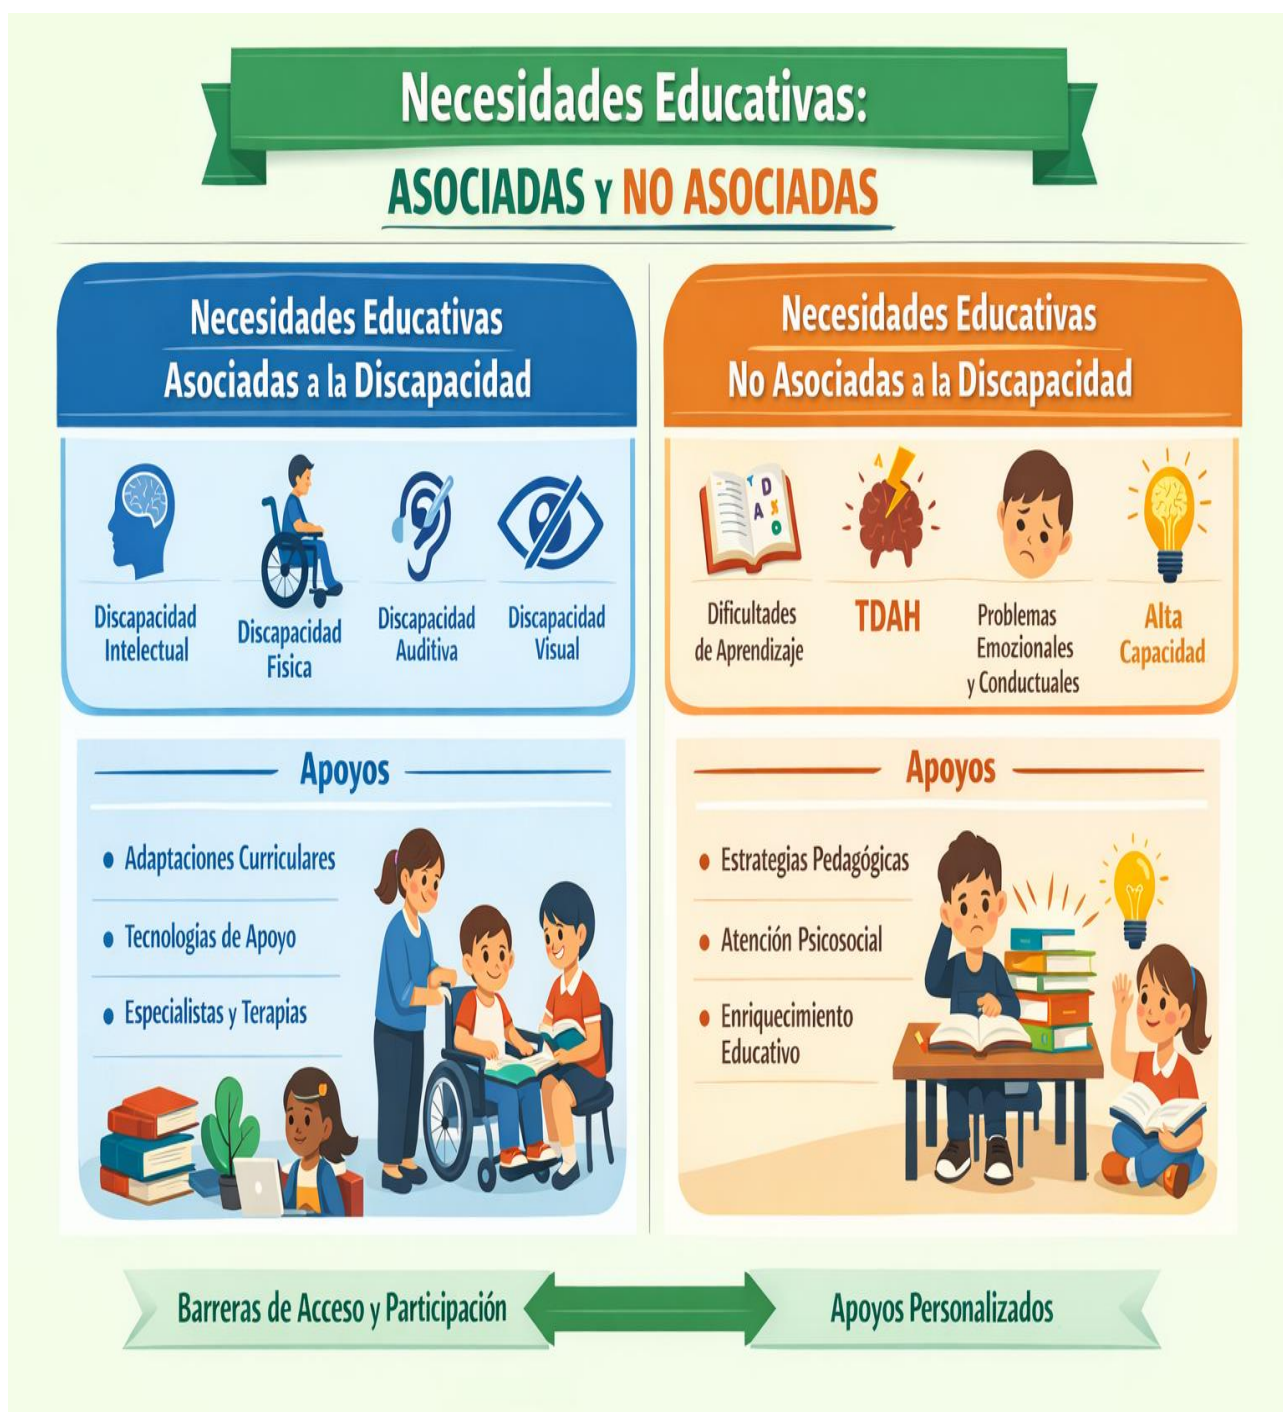 Necesidades Educativas:
ASOCIADAS Y NO ASOCIADAS
Necesidades Educativas
Asociadas a la Discapacidad
Discapacidad
Intelectual
Discapacidad
Fisica
Discapacidad
Auditiva
Discapacidad
Visual
Apoyos
• Adaptaciones Curriculares
• Tecnologias de Apoyo
• Especialistas y Terapias
Necesidades Educativas
No Asociadas a la Discapacidad
Dificultades
de Aprendizaje
TDAH
Problemas
Emozionales
y Conductuales
Alta
Capacidad
Apoyos
• Estrategias Pedagógicas
• Atención Psicosocial
• Enriquecimiento
Educativo
Barreras de Acceso y Participación
Apoyos Personalizados